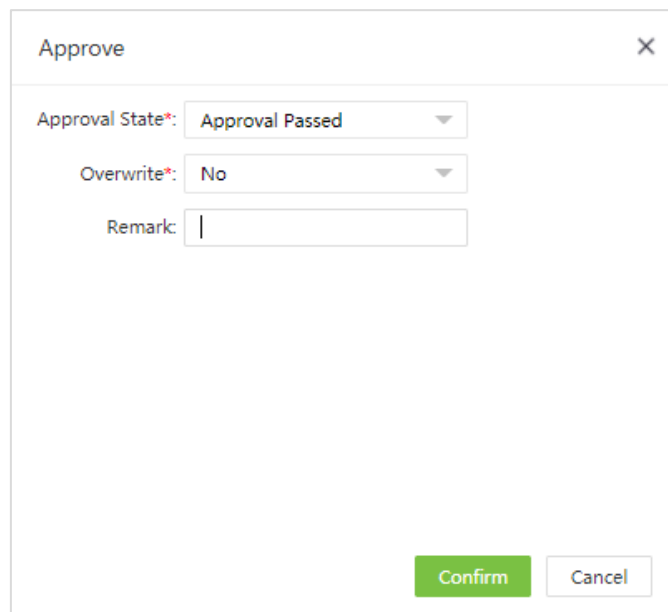 Approve
Approval State*: Approval Passed
Overwrite*: No
Remark:
Confirm Cancel